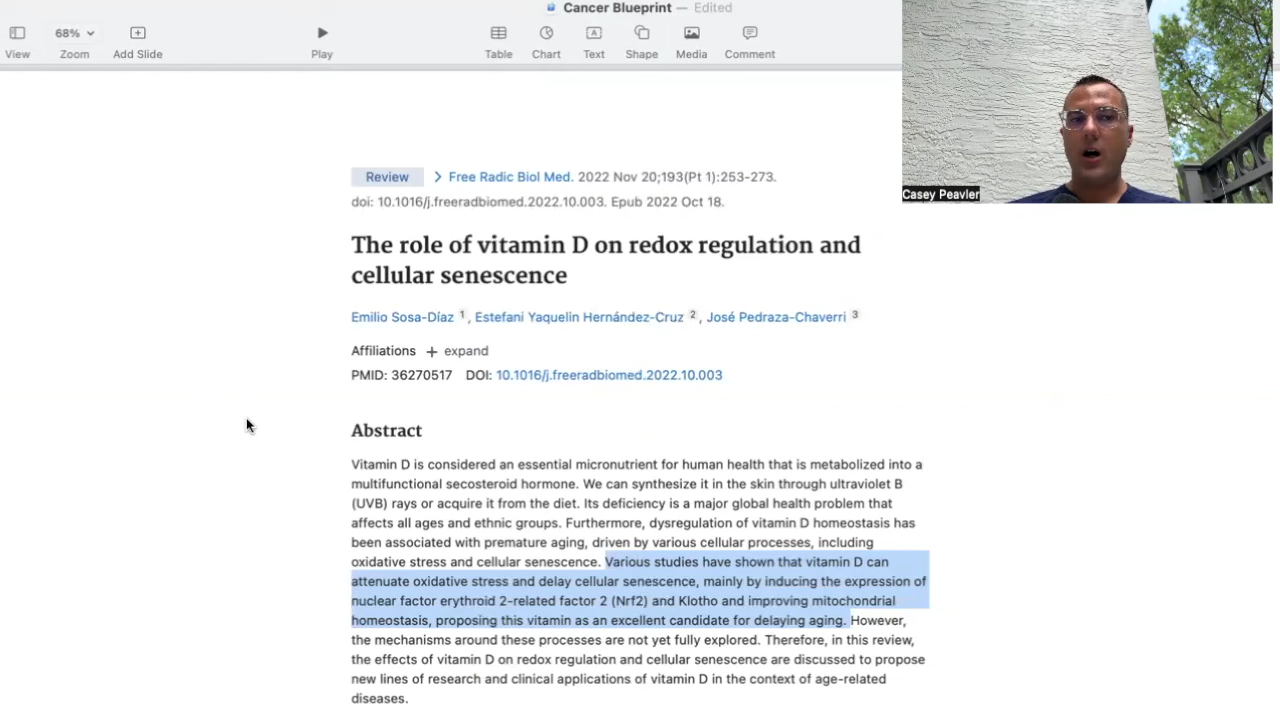 Cancer Blueprint — Edited
68%
View Zoom Add Slide Play Table Chart Text Shape Media Comment
Casey Peavler
Review > Free Radic Biol Med. 2022 Nov 20;193(Pt 1):253-273.
doi: 10.1016/j.freeradbiomed.2022.10.003. Epub 2022 Oct 18.
The role of vitamin D on redox regulation and
cellular senescence
Emilio Sosa-Díaz 1, Estefani Yaquelin Hernández-Cruz 2, José Pedraza-Chaverri 3
Affiliations + expand
PMID: 36270517 DOI: 10.1016/j.freeradbiomed.2022.10.003
Abstract
Vitamin D is considered an essential micronutrient for human health that is metabolized into a
multifunctional secosteroid hormone. We can synthesize it in the skin through ultraviolet B
(UVB) rays or acquire it from the diet. Its deficiency is a major global health problem that
affects all ages and ethnic groups. Furthermore, dysregulation of vitamin D homeostasis has
been associated with premature aging, driven by various cellular processes, including
oxidative stress and cellular senescence. Various studies have shown that vitamin D can
attenuate oxidative stress and delay cellular senescence, mainly by inducing the expression of
nuclear factor erythroid 2-related factor 2 (Nrf2) and Klotho and improving mitochondrial
homeostasis, proposing this vitamin as an excellent candidate for delaying aging. However,
the mechanisms around these processes are not yet fully explored. Therefore, in this review,
the effects of vitamin D on redox regulation and cellular senescence are discussed to propose
new lines of research and clinical applications of vitamin D in the context of age-related
diseases.